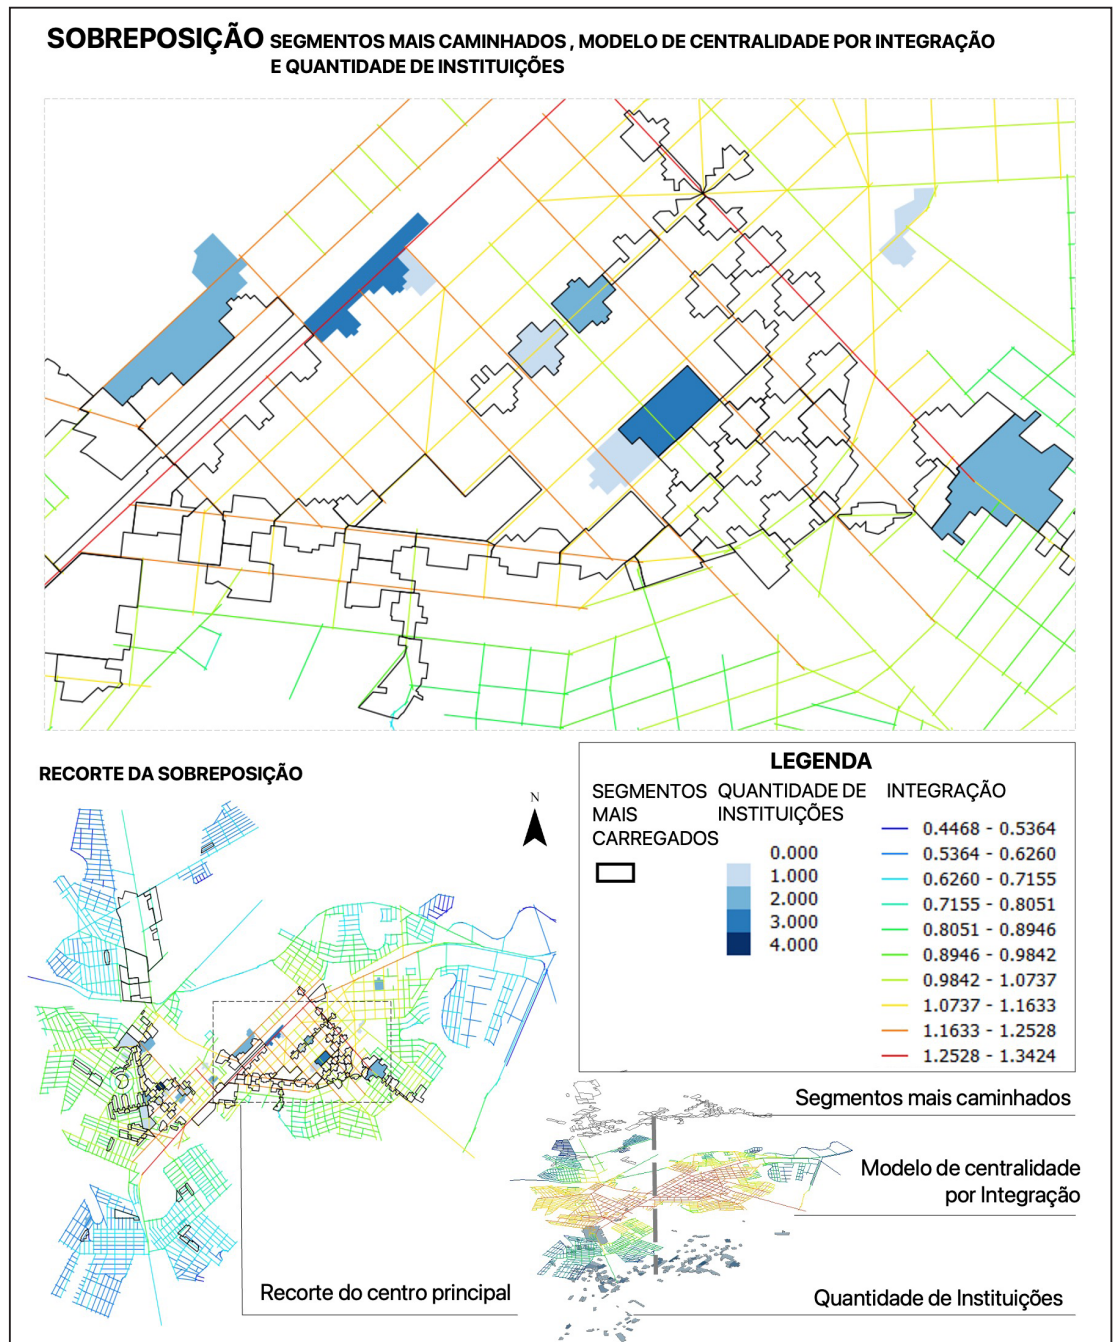 SOBREPOSIÇÃO SEGMENTOS MAIS CAMINHADOS , MODELO DE CENTRALIDADE POR INTEGRAÇÃO
E QUANTIDADE DE INSTITUIÇÕES
RECORTE DA SOBREPOSIÇÃO
N
LEGENDA
SEGMENTOS
MAIS
CARREGADOS
QUANTIDADE DE
INSTITUIÇÕES
0.000
1.000
2.000
3.000
4.000
INTEGRAÇÃO
0.4468 - 0.5364
0.5364 - 0.6260
0.6260 - 0.7155
0.7155 - 0.8051
0.8051 - 0.8946
0.8946 - 0.9842
0.9842 - 1.0737
1.0737 - 1.1633
1.1633 - 1.2528
1.2528 - 1.3424
Segmentos mais caminhados
Modelo de centralidade
por Integração
Recorte do centro principal
Quantidade de Instituições